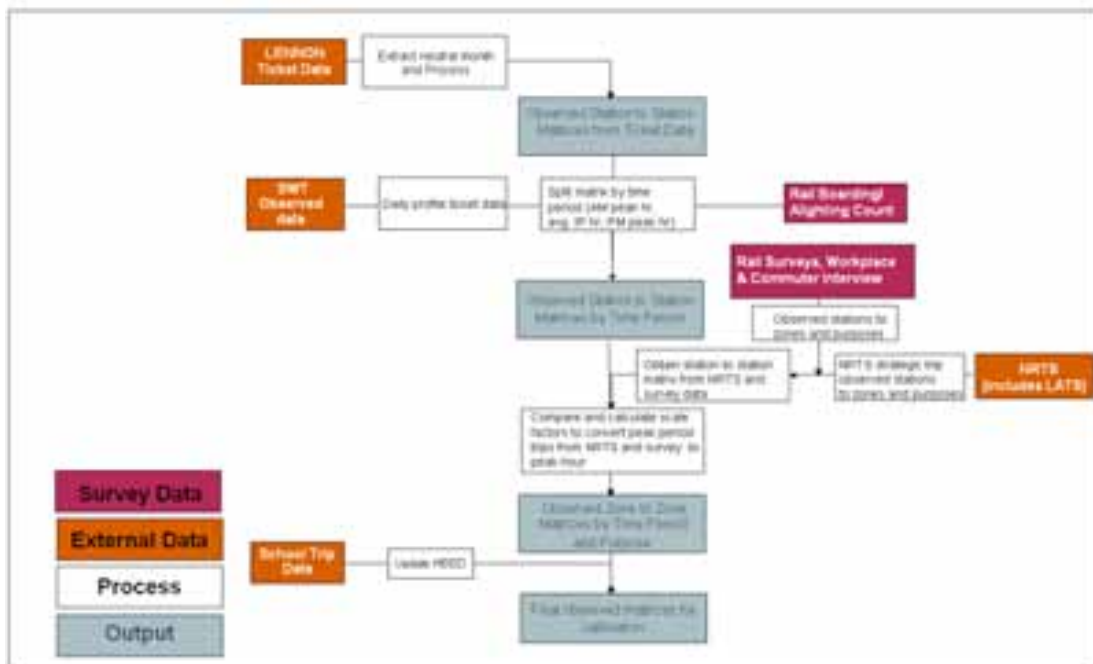 LENNON
Ticket Data
Extract neutral month
and Process
Observed Station to Station
Matrices from Ticket Data
SWT
Observed
data
Daily profile ticket data
Split matrix by time
period (AM peak hr,
avg. IP hr, PM peak hr)
Rail Boarding/
Alighting Count
Rail Surveys, Workplace
& Commuter interview
Observed Station to Station
Matrices by Time Period
Observed stations to
zones and purposes
Obtain station to station
matrix from NRTS and
survey data
NRTS strategic trip
observed stations
to zones and purposes
NRTS
(includes LATS)
Compare and calculate scale
factors to convert peak period
trips from NRTS and survey to
peak hour
Observed Zone to Zone
Matrices by Time Period
and Purpose
School Trip
Data
Update HBED
Final observed matrices for
calibration
Survey Data
External Data
Process
Output